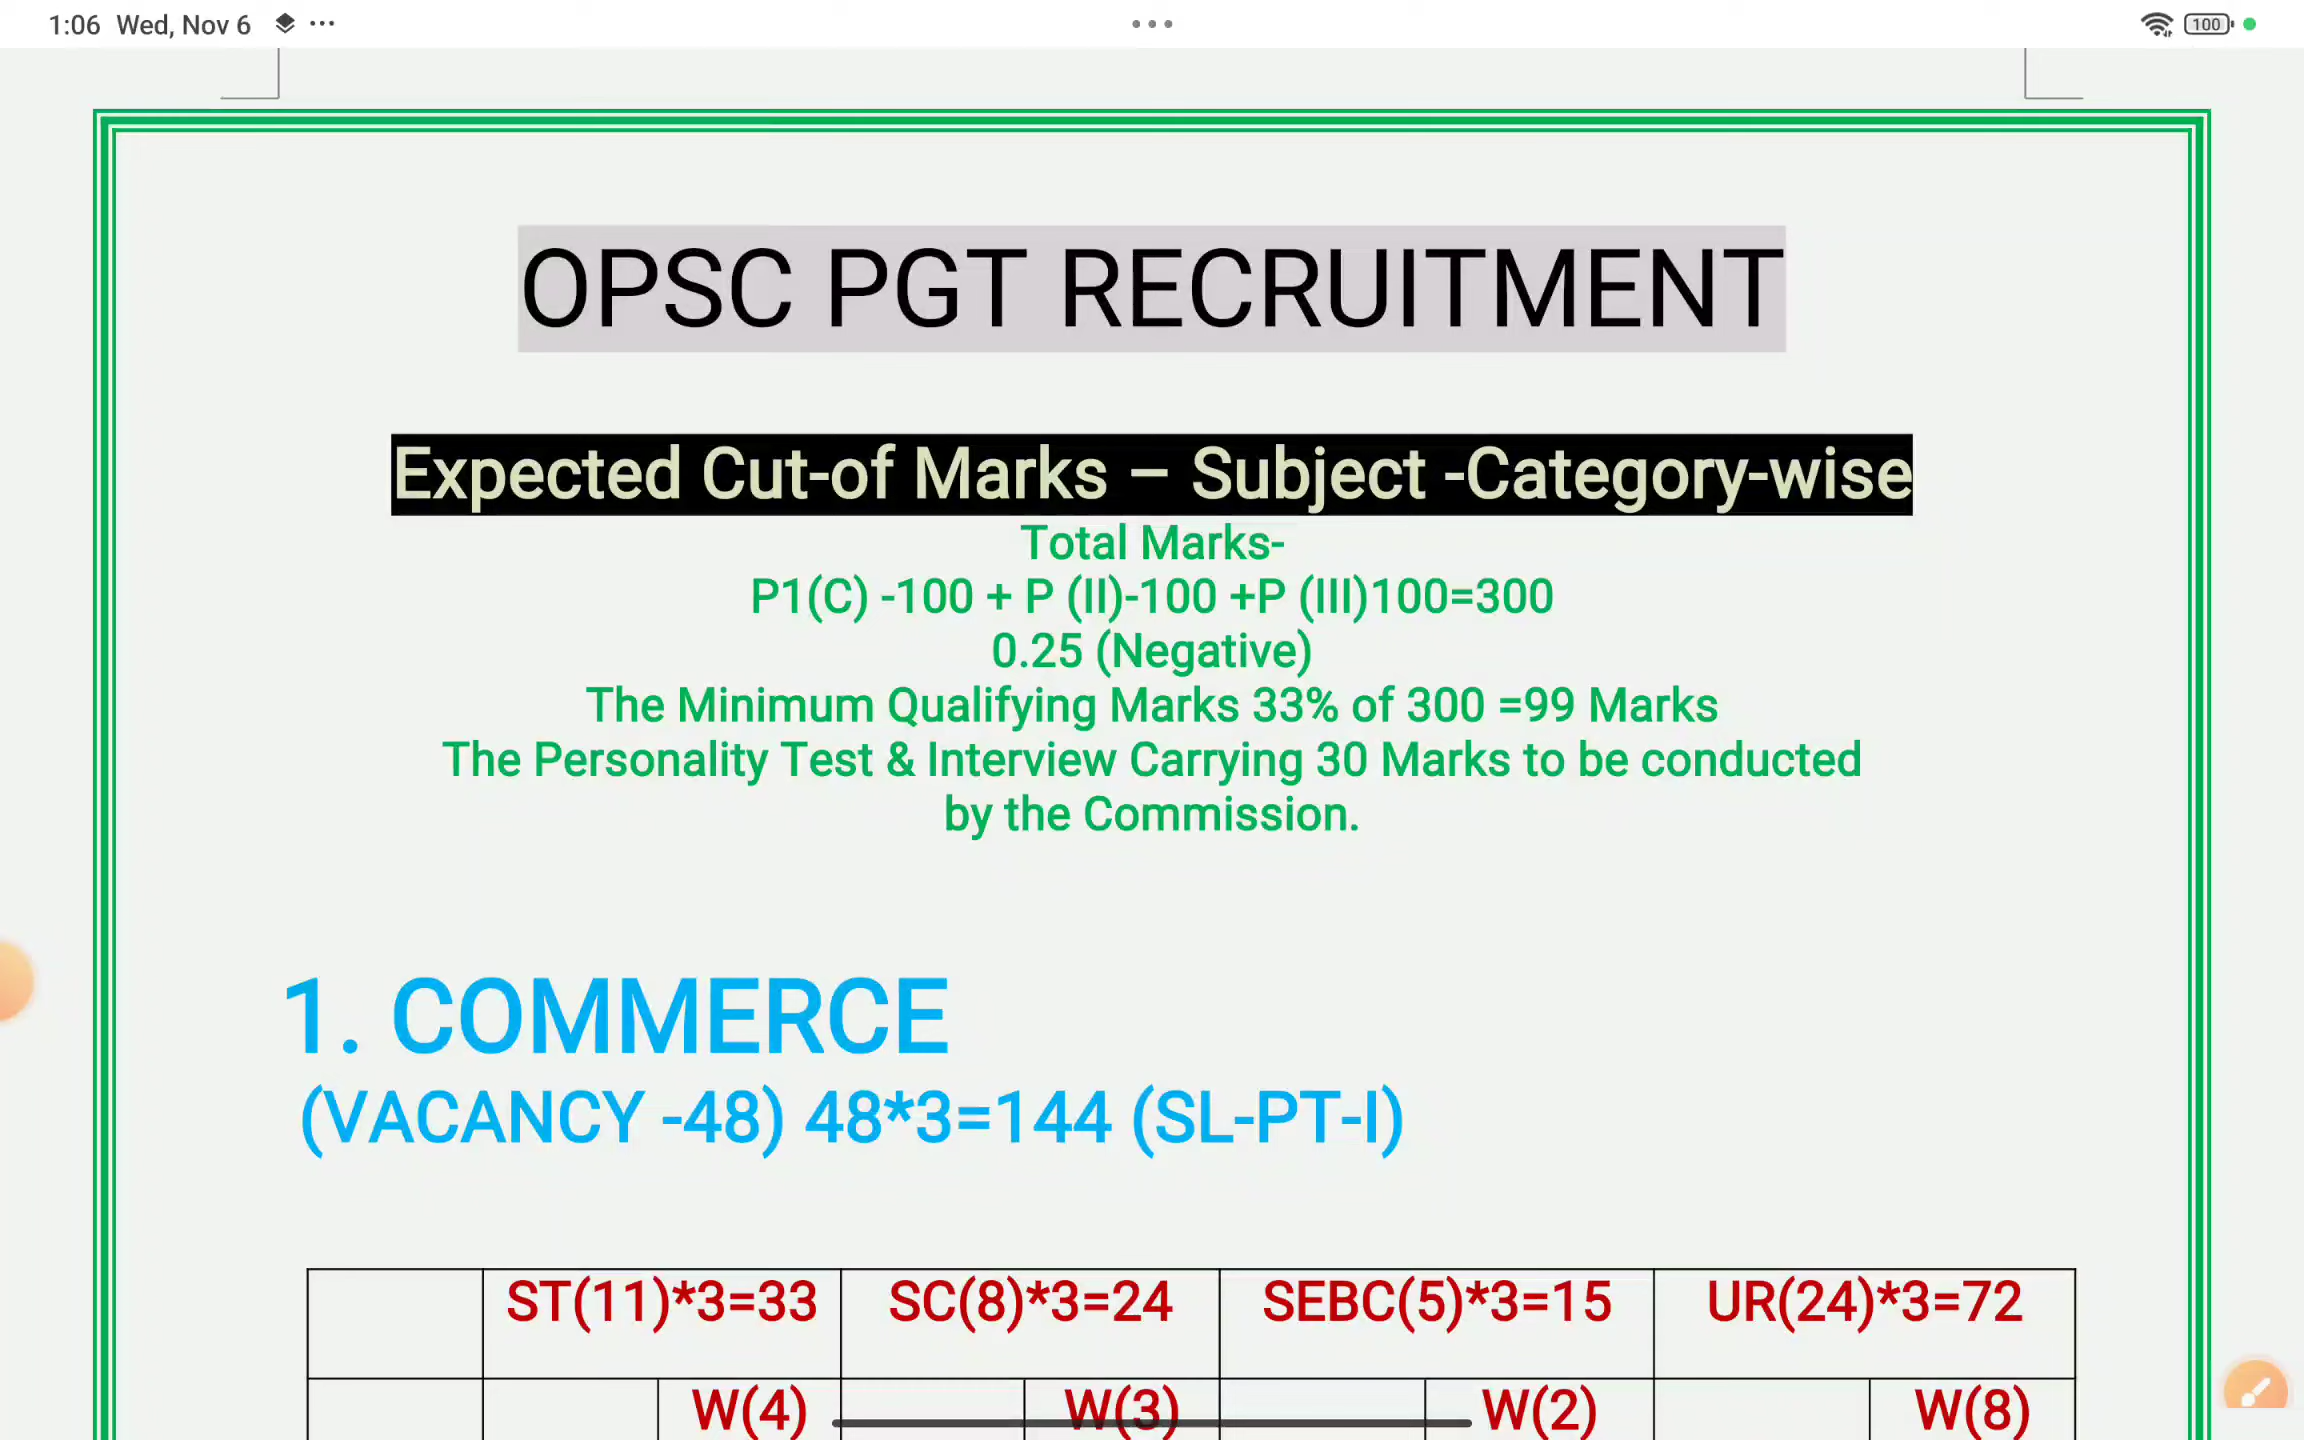 1:06 Wed, Nov 6
100
OPSC PGT RECRUITMENT
Expected Cut-of Marks – Subject -Category-wise
Total Marks-
P1(C) -100 + P (II)-100 +P (III)100=300
0.25 (Negative)
The Minimum Qualifying Marks 33% of 300 =99 Marks
The Personality Test & Interview Carrying 30 Marks to be conducted
by the Commission.
1. COMMERCE
(VACANCY -48) 48*3=144 (SL-PT-I)
ST(11)*3=33 SC(8)*3=24 SEBC(5)*3=15 UR(24)*3=72
W(4) W(3) W(2) W(8)